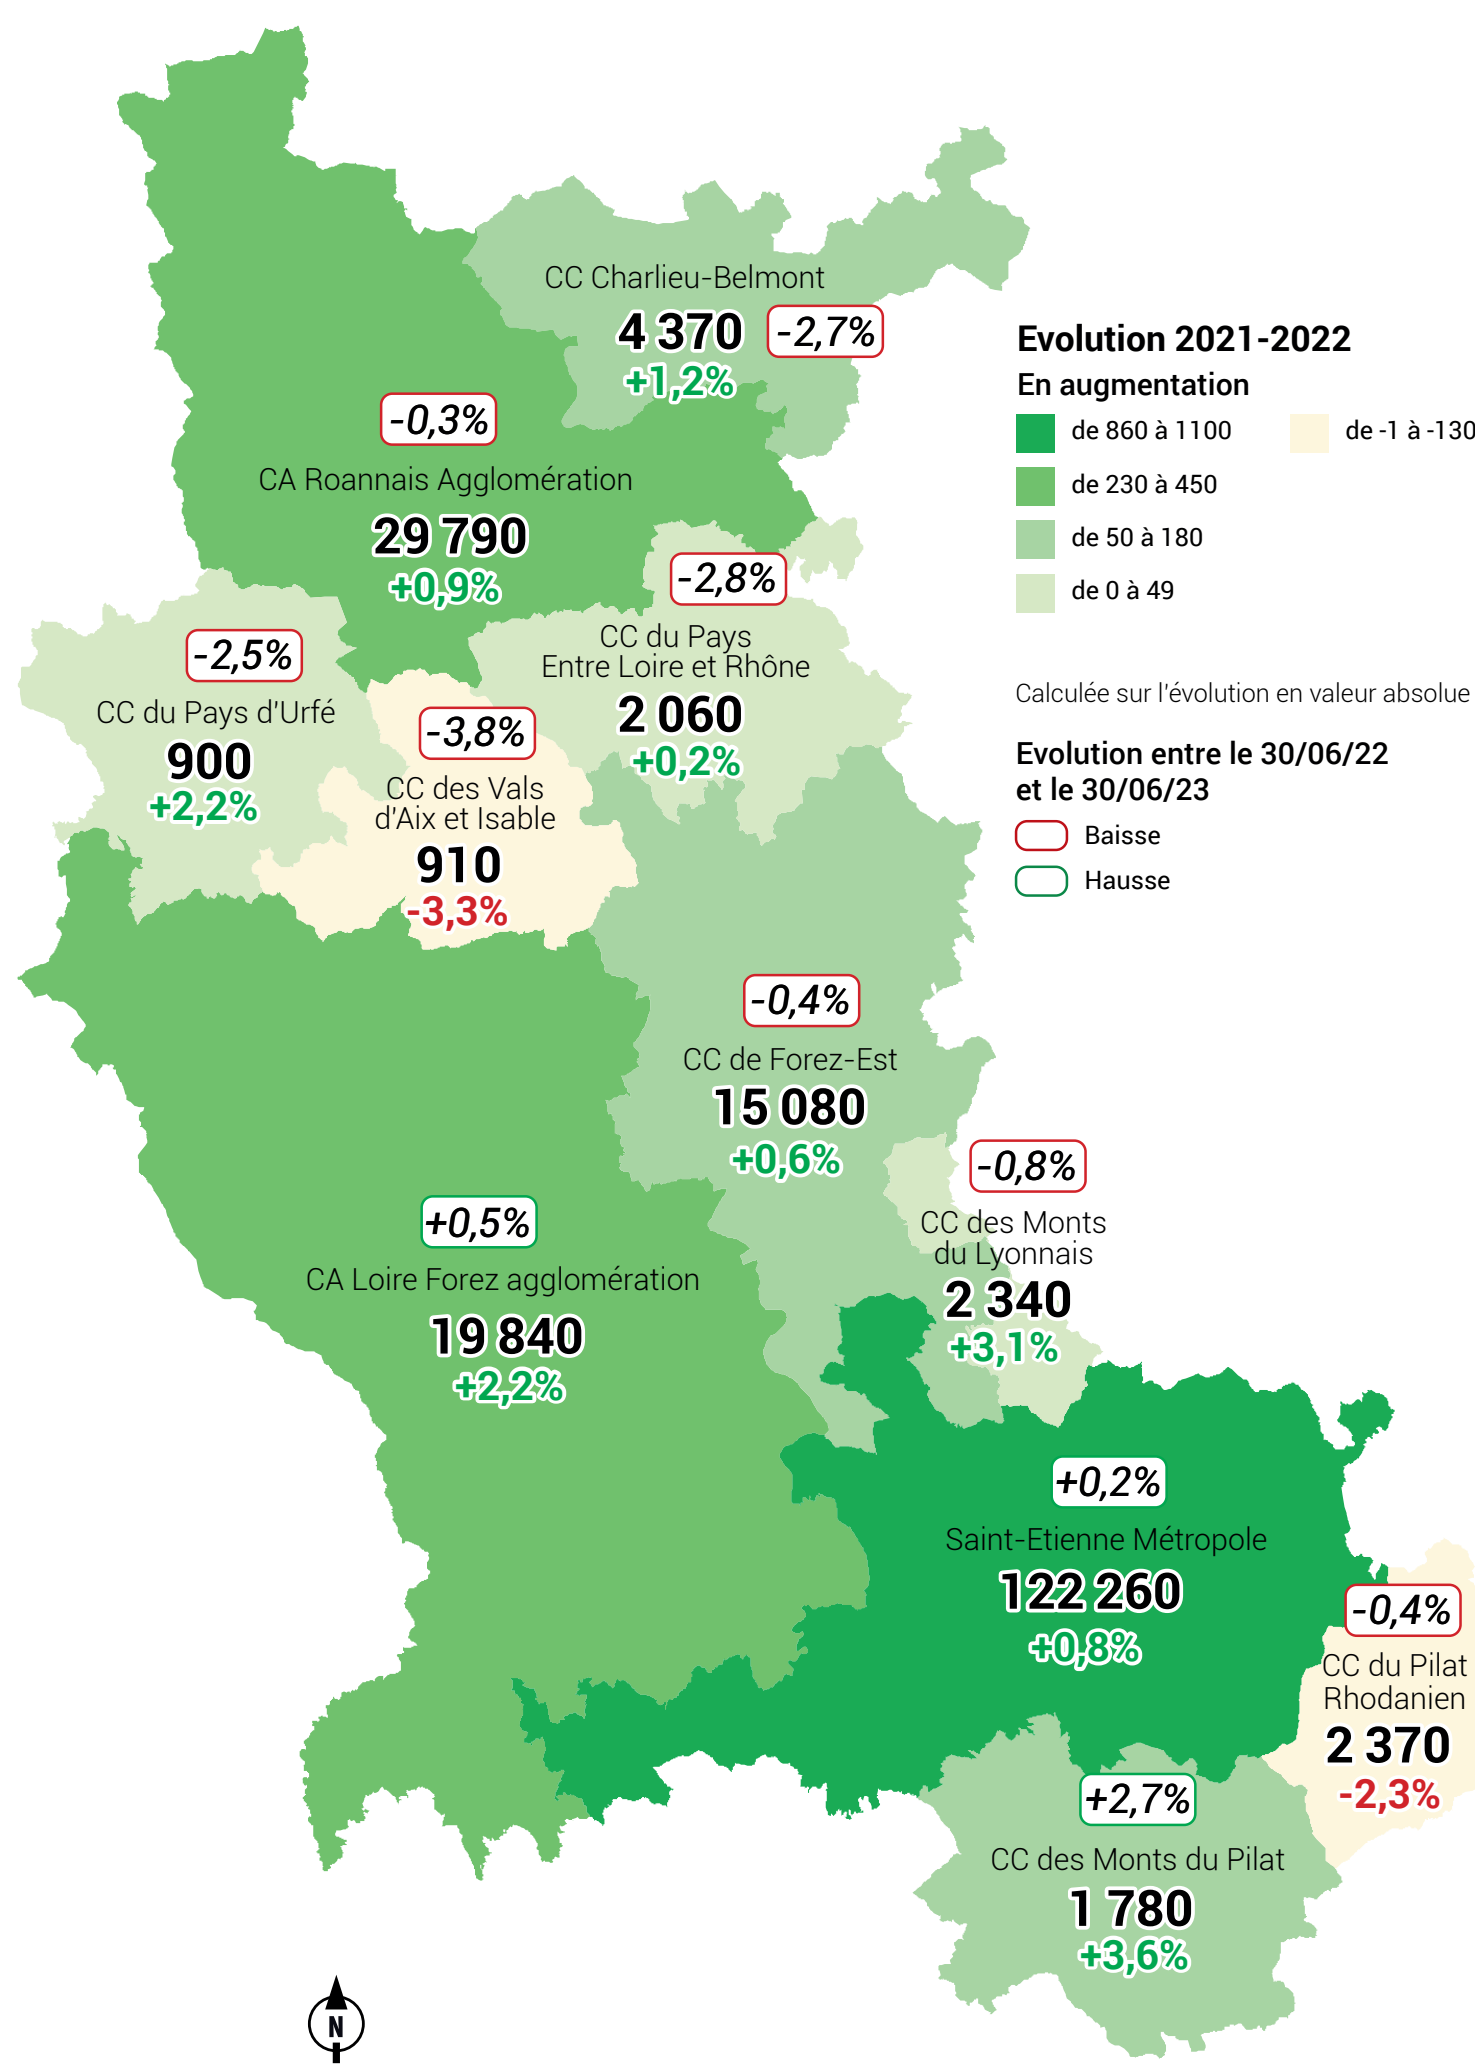 CC Charlieu-Belmont
4 370
-2,7%
+1,2%
Evolution 2021-2022
En augmentation
de 860 à 1100
de -1 à -130
de 230 à 450
de 50 à 180
de 0 à 49
Calculée sur l'évolution en valeur absolue
Evolution entre le 30/06/22
et le 30/06/23
Baisse
Hausse
-0,3%
CA Roannais Agglomération
29 790
+0,9%
-2,8%
CC du Pays
Entre Loire et Rhône
2 060
+0,2%
-2,5%
CC du Pays d'Urfé
900
+2,2%
-3,8%
CC des Vals
d'Aix et Isable
910
-3,3%
-0,4%
CC de Forez-Est
15 080
+0,6%
-0,8%
CC des Monts
du Lyonnais
2 340
+3,1%
+0,5%
CA Loire Forez agglomération
19 840
+2,2%
+0,2%
Saint-Etienne Métropole
122 260
+0,8%
-0,4%
CC du Pilat
Rhodanien
2 370
-2,3%
+2,7%
CC des Monts du Pilat
1 780
+3,6%
N